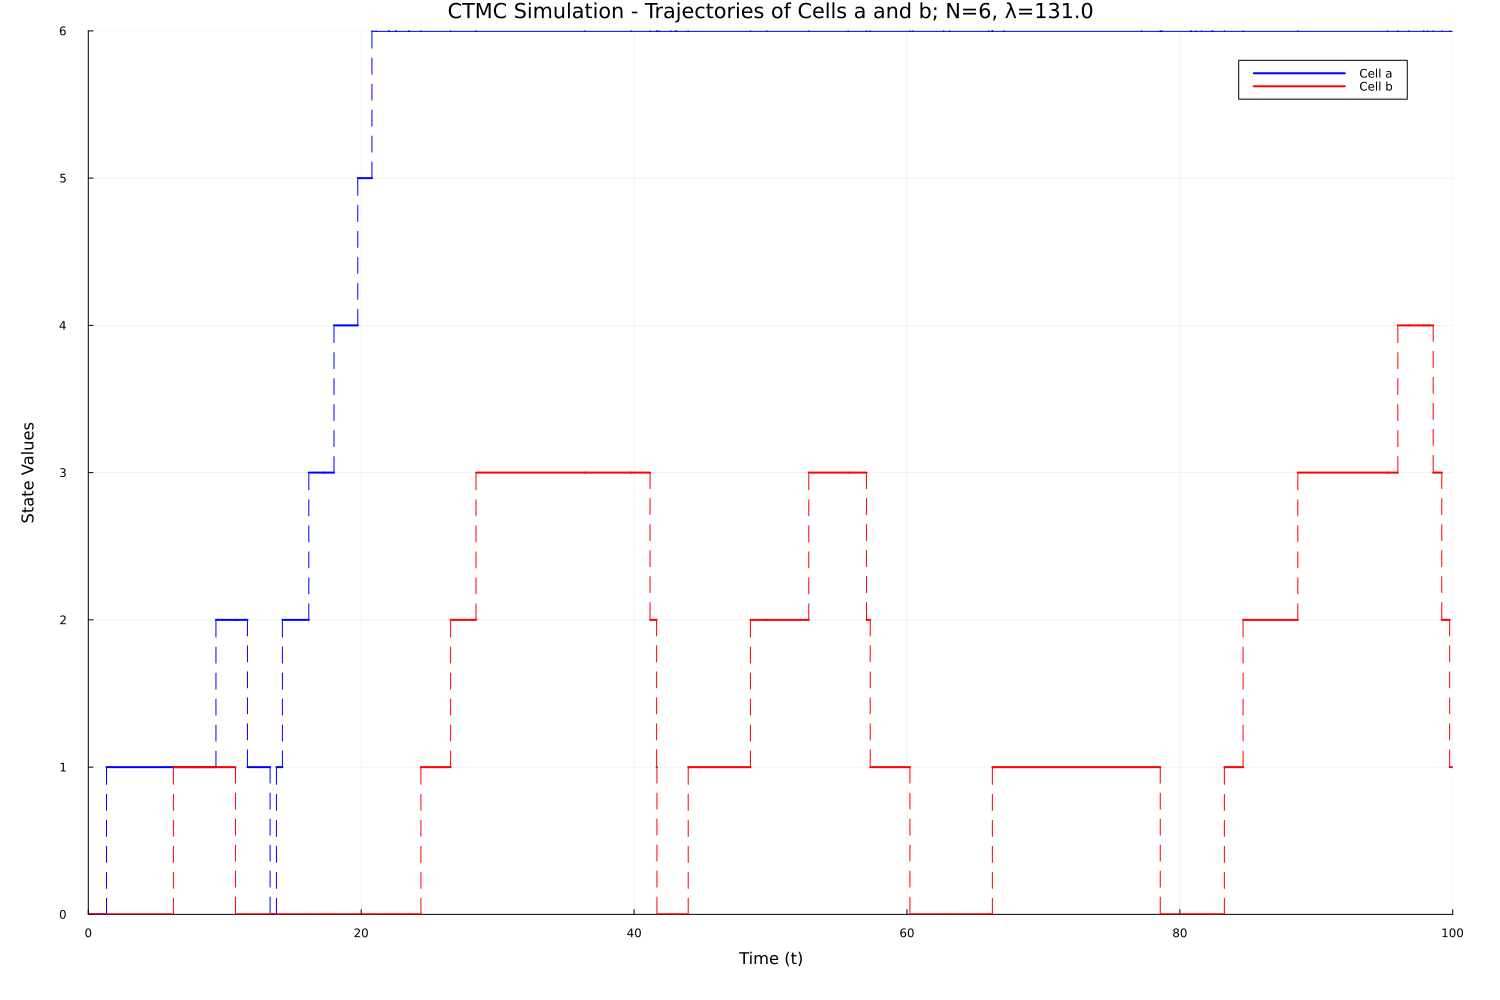 CTMC Simulation - Trajectories of Cells a and b; N=6, λ=131.0
6
5
4
3
2
1
0
State Values
Cell a
Cell b
0 20 40 60 80 100
Time (t)